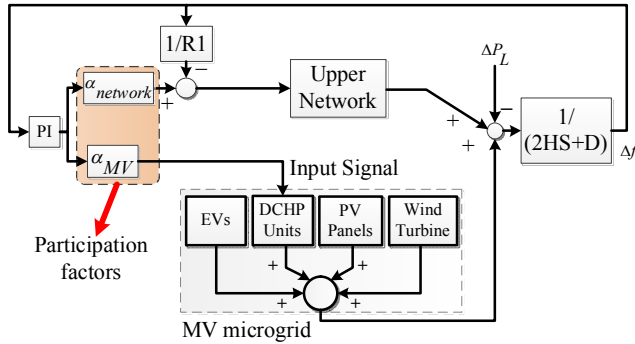 1/R1
ΔP_L
−
−
α_network
+
Upper
Network
+
+
−
1/
(2HS+D)
Δf
PI
α_MV
Input Signal
EVs
DCHP
Units
PV
Panels
Wind
Turbine
Participation
factors
+
+
+
+
MV microgrid